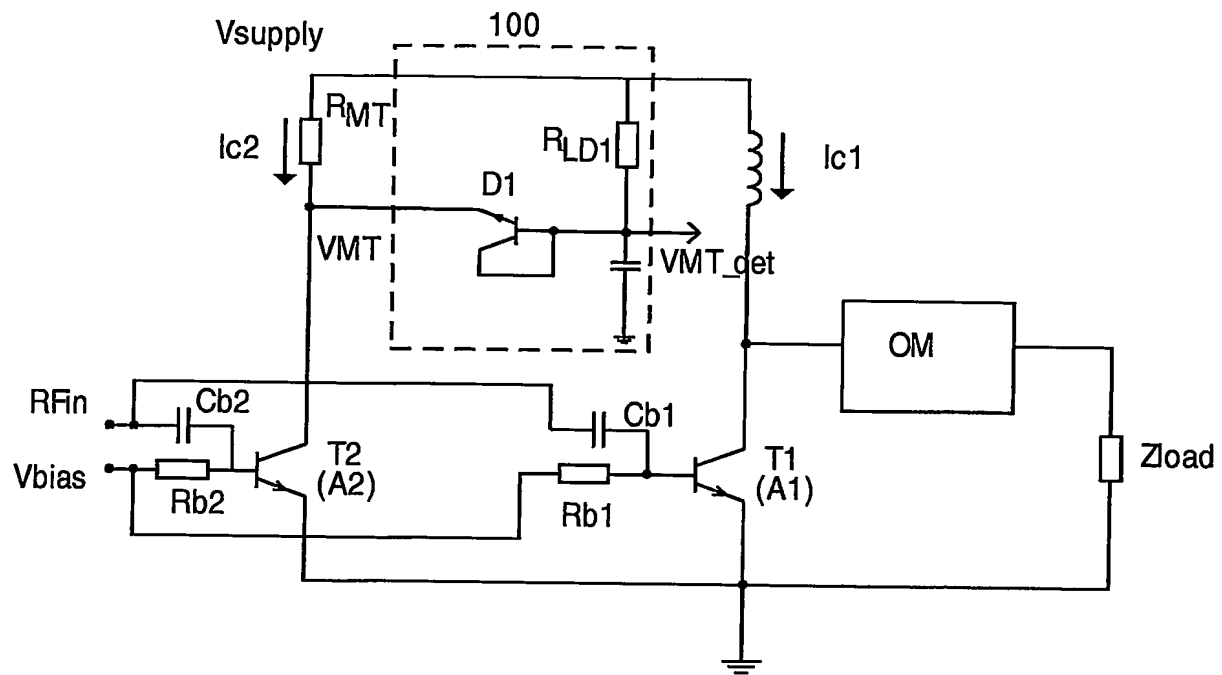 100
Vsupply
RMT
Ic2
RLD1
Ic1
D1
VMT
VMT_det
OM
RFin
Cb2
Cb1
Vbias
T2
(A2)
Rb2
T1
(A1)
Rb1
Zload